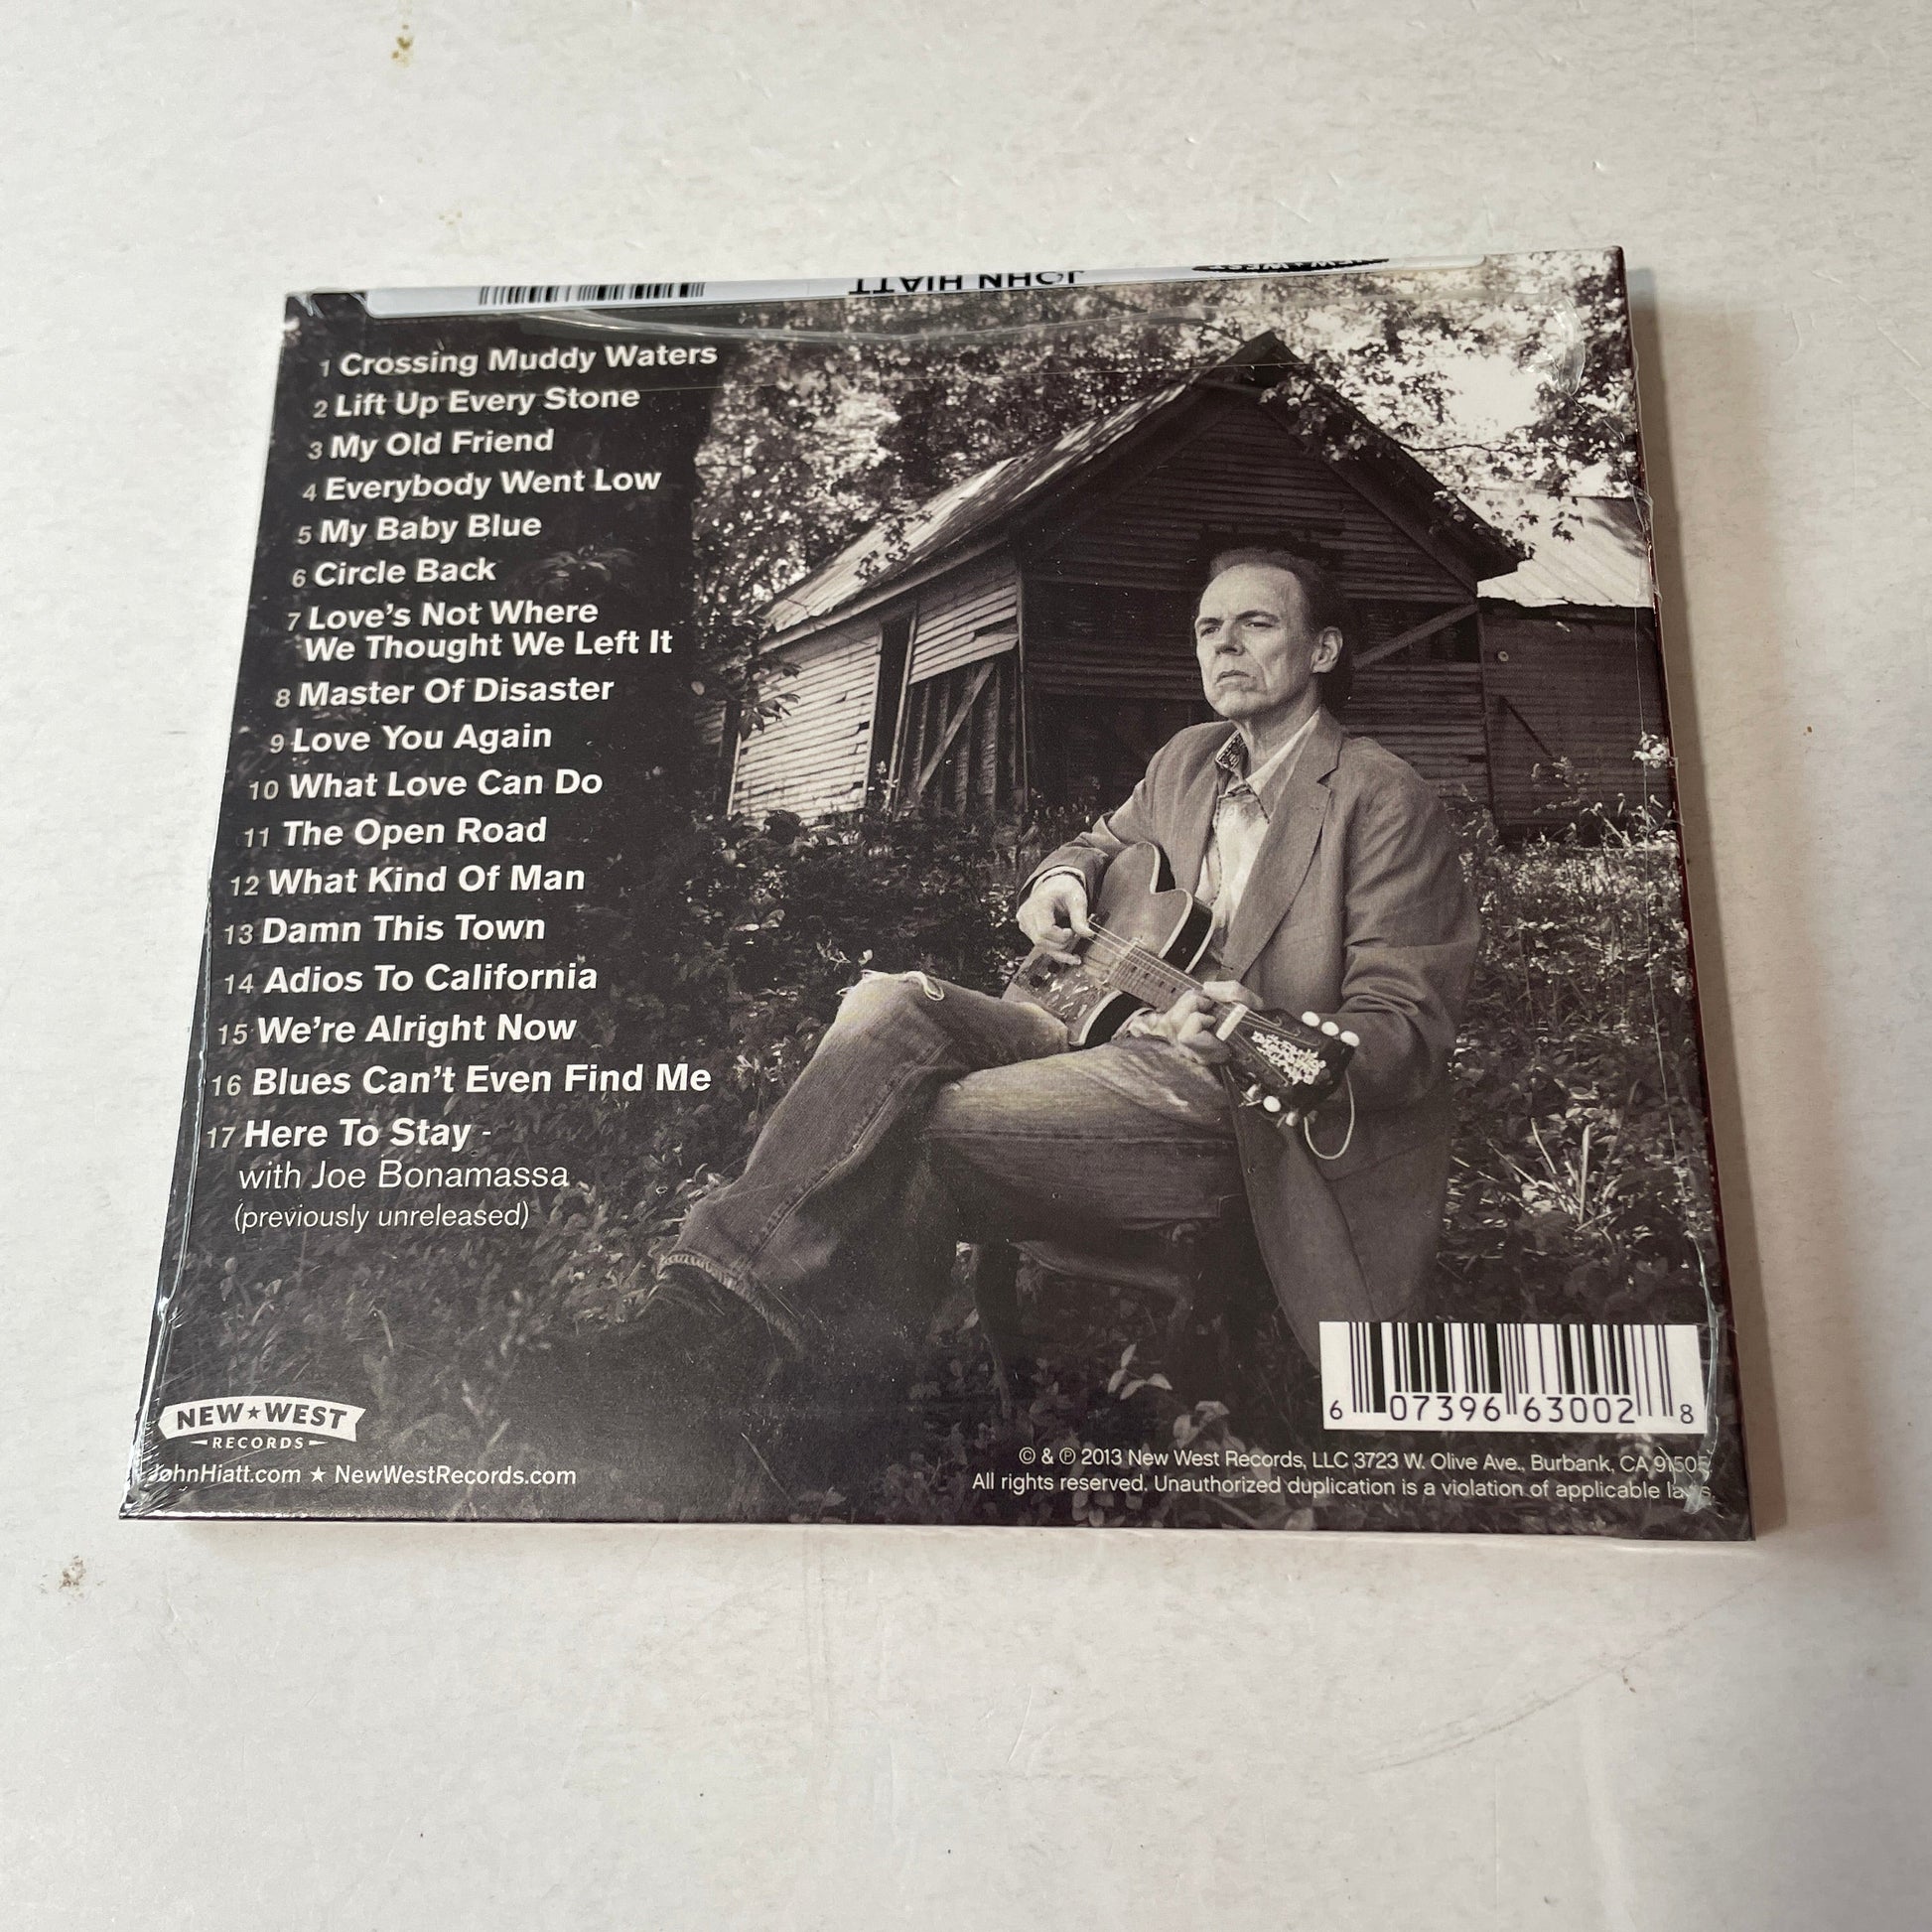 JOHN HIATT
1 Crossing Muddy Waters
2 Lift Up Every Stone
3 My Old Friend
4 Everybody Went Low
5 My Baby Blue
6 Circle Back
7 Love's Not Where
We Thought We Left It
8 Master Of Disaster
9 Love You Again
10 What Love Can Do
11 The Open Road
12 What Kind Of Man
13 Damn This Town
14 Adios To California
15 We're Alright Now
16 Blues Can't Even Find Me
17 Here To Stay -
with Joe Bonamassa
(previously unreleased)
NEW★WEST
RECORDS
JohnHiatt.com ★ NewWestRecords.com
6 07396 63002 8
© & ℗ 2013 New West Records, LLC 3723 W. Olive Ave., Burbank, CA 91505
All rights reserved. Unauthorized duplication is a violation of applicable laws.